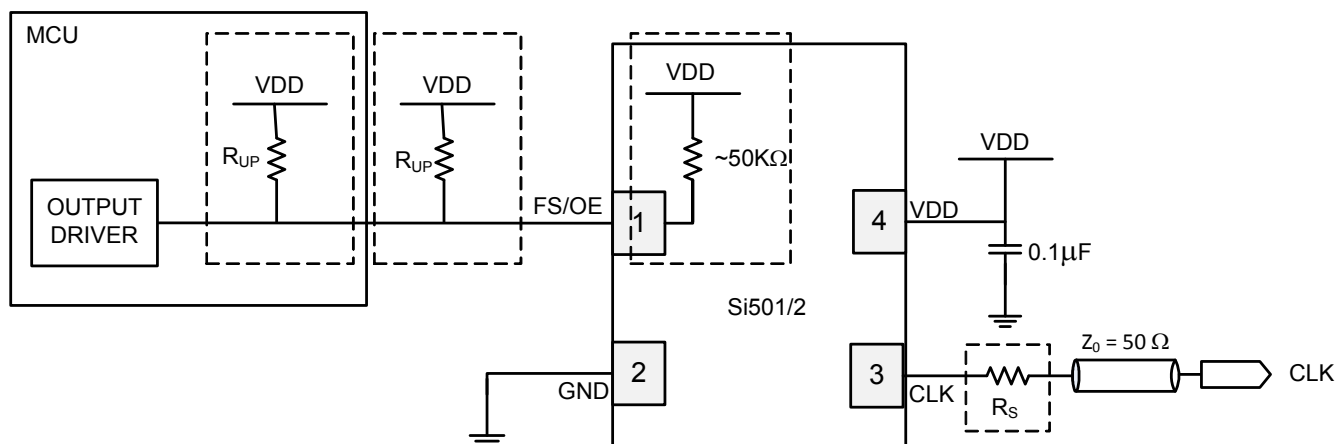 MCU
VDD
R_UP
OUTPUT
DRIVER
VDD
R_UP
FS/OE
1
VDD
~50KΩ
4
VDD
VDD
0.1µF
Si501/2
2
GND
3
CLK
R_S
Z_0 = 50 Ω
CLK